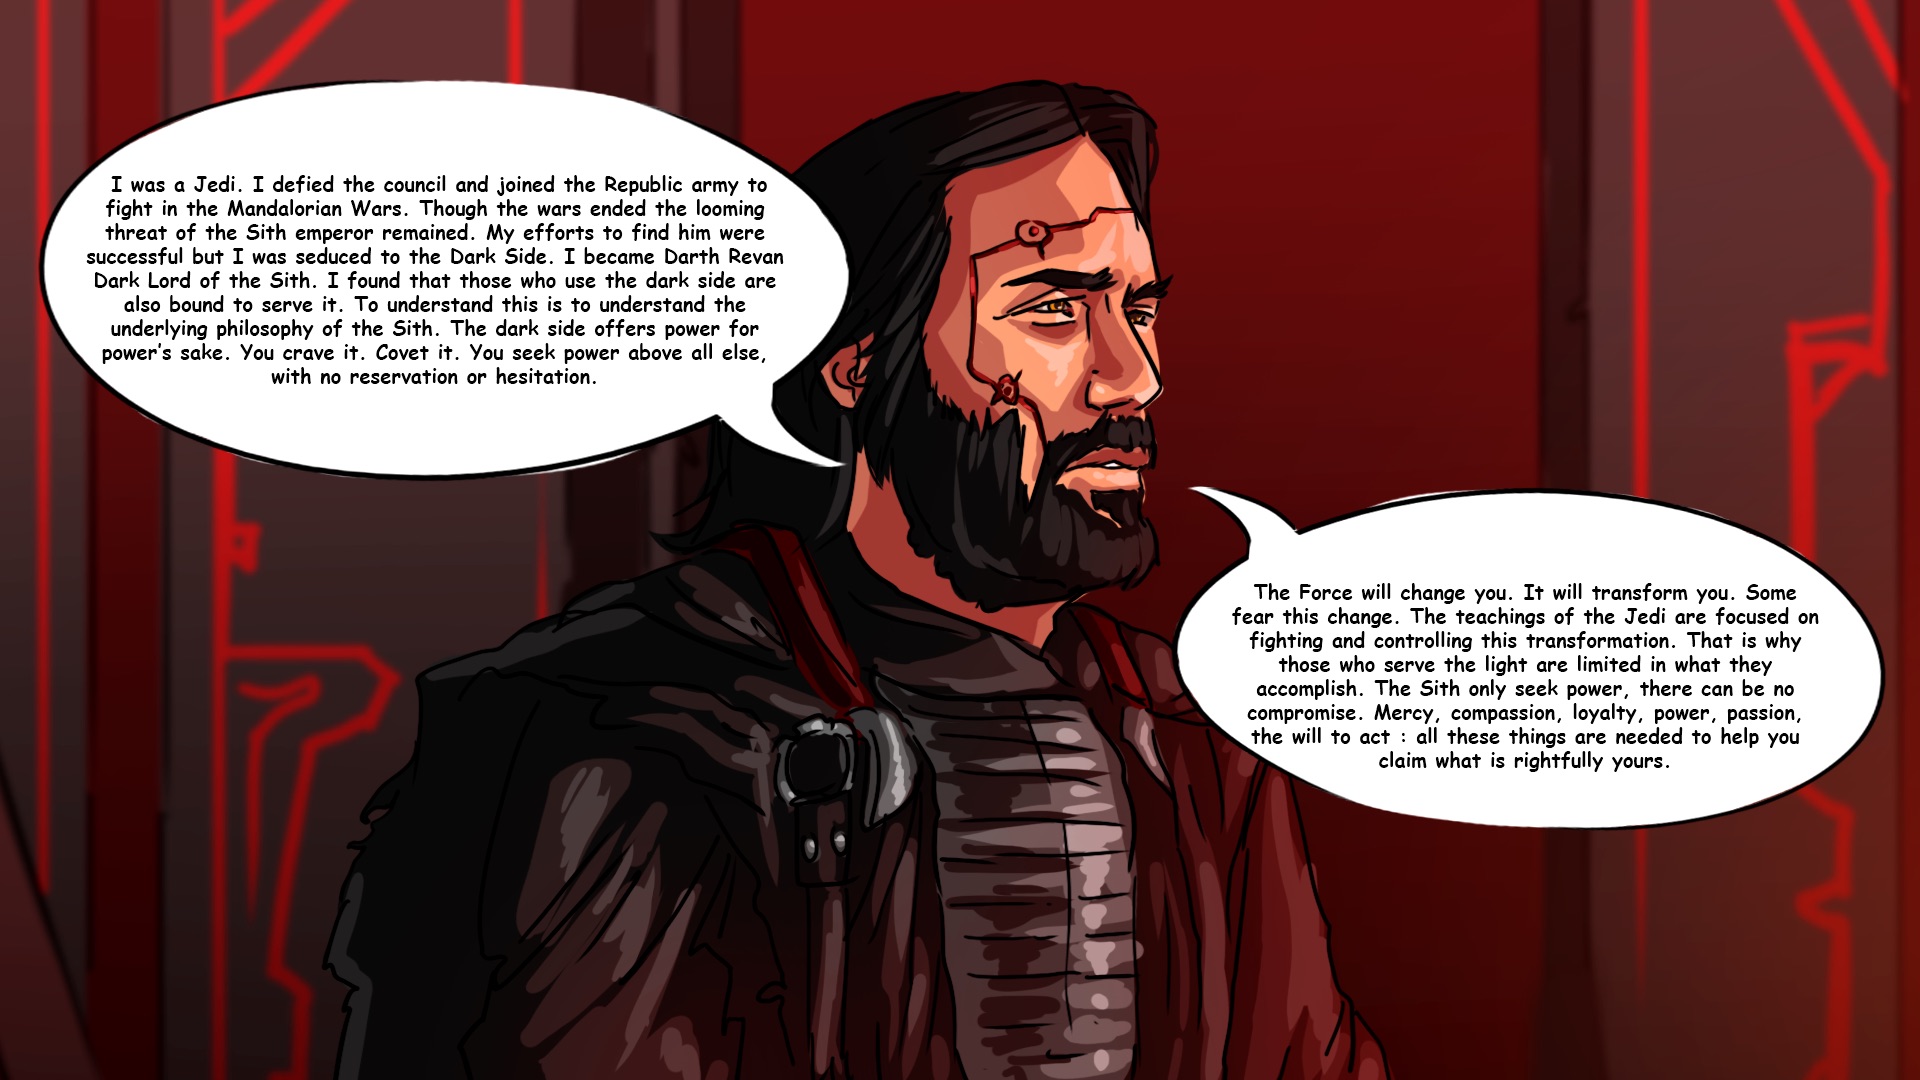 I was a Jedi. I defied the council and joined the Republic army to
fight in the Mandalorian Wars. Though the wars ended the looming
threat of the Sith emperor remained. My efforts to find him were
successful but I was seduced to the Dark Side. I became Darth Revan
Dark Lord of the Sith. I found that those who use the dark side are
also bound to serve it. To understand this is to understand the
underlying philosophy of the Sith. The dark side offers power for
power's sake. You crave it. Covet it. You seek power above all else,
with no reservation or hesitation.
The Force will change you. It will transform you. Some
fear this change. The teachings of the Jedi are focused on
fighting and controlling this transformation. That is why
those who serve the light are limited in what they
accomplish. The Sith only seek power, there can be no
compromise. Mercy, compassion, loyalty, power, passion,
the will to act : all these things are needed to help you
claim what is rightfully yours.